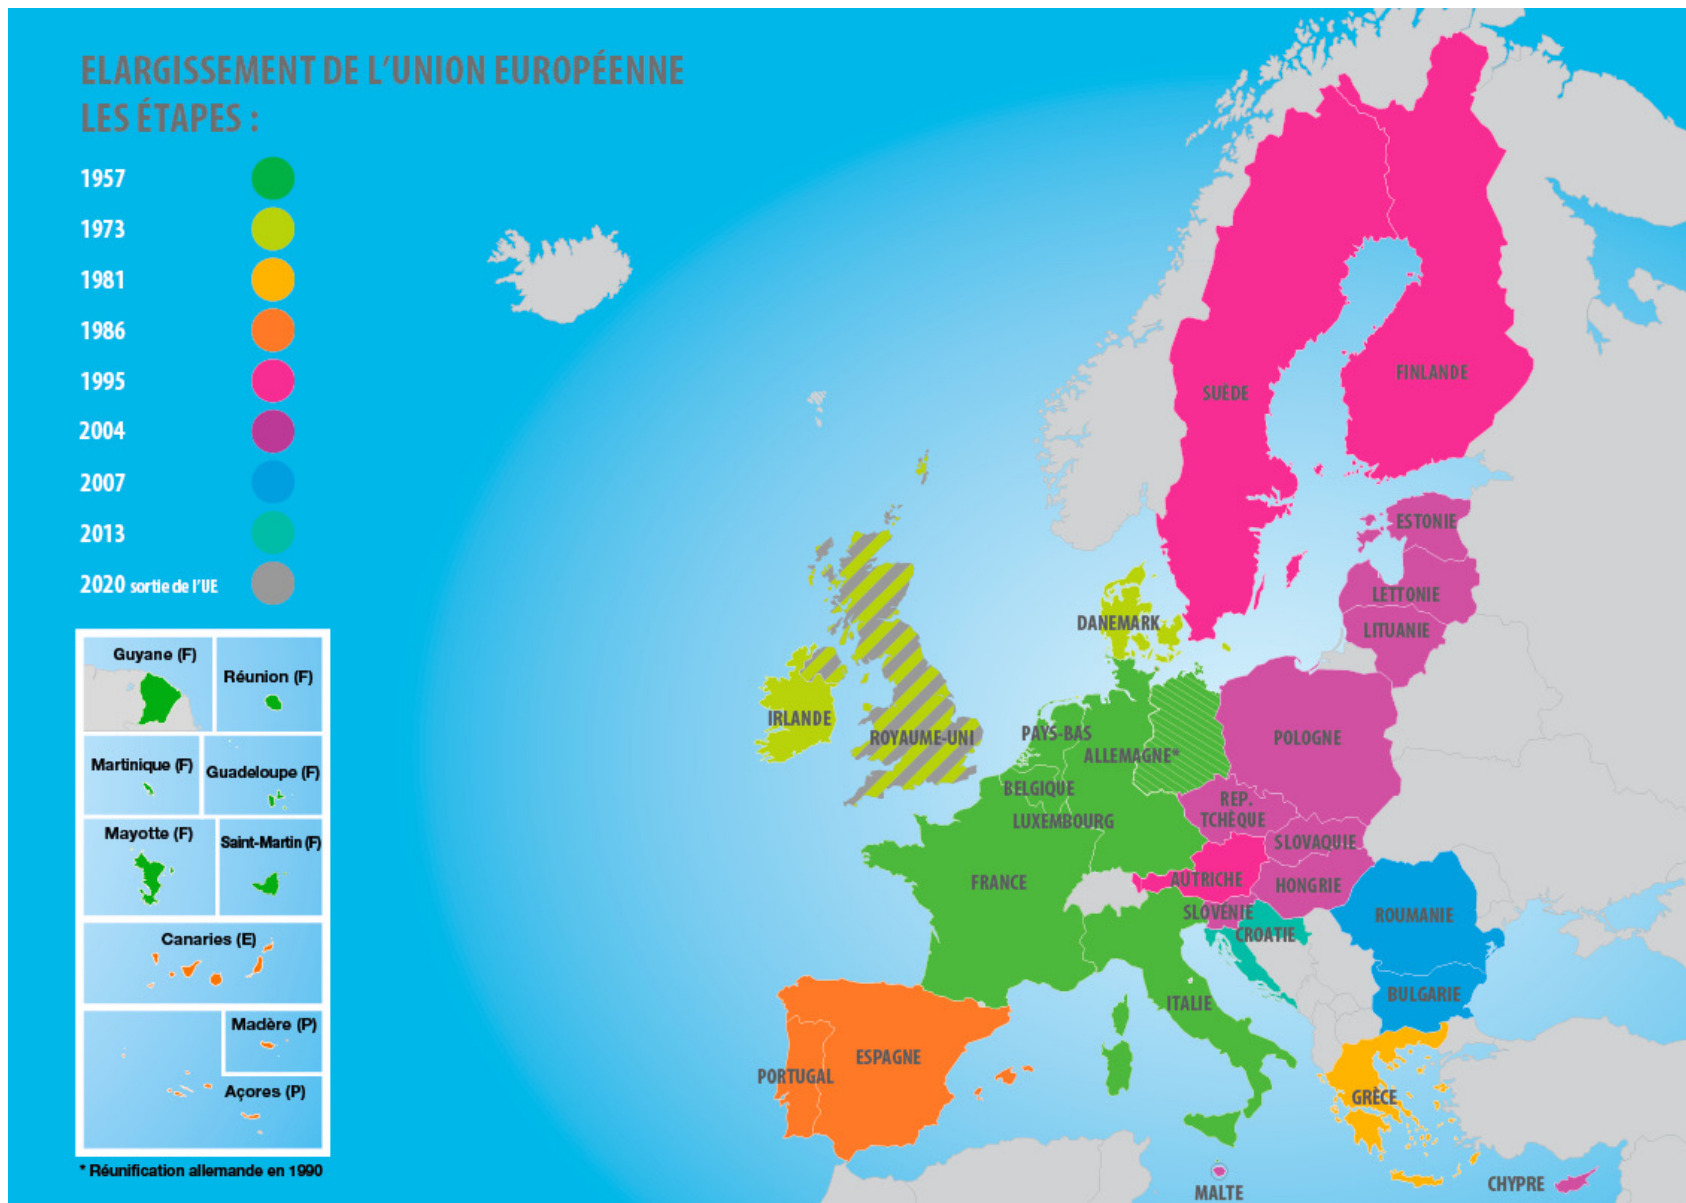 ELARGISSEMENT DE L'UNION EUROPÉENNE
LES ÉTAPES :
1957
1973
1981
1986
1995
2004
2007
2013
2020 sortie de l'UE
Guyane (F)
Réunion (F)
Martinique (F)
Guadeloupe (F)
Mayotte (F)
Saint-Martin (F)
Canaries (E)
Madère (P)
Açores (P)
* Réunification allemande en 1990
FINLANDE
SUÈDE
ESTONIE
LETTONIE
LITUANIE
DANEMARK
IRLANDE
ROYAUME-UNI
PAYS-BAS
ALLEMAGNE*
POLOGNE
BELGIQUE
LUXEMBOURG
REP.
TCHÈQUE
SLOVAQUIE
FRANCE
AUTRICHE
HONGRIE
SLOVÉNIE
CROATIE
ROUMANIE
BULGARIE
ITALIE
ESPAGNE
PORTUGAL
GRÈCE
MALTE
CHYPRE